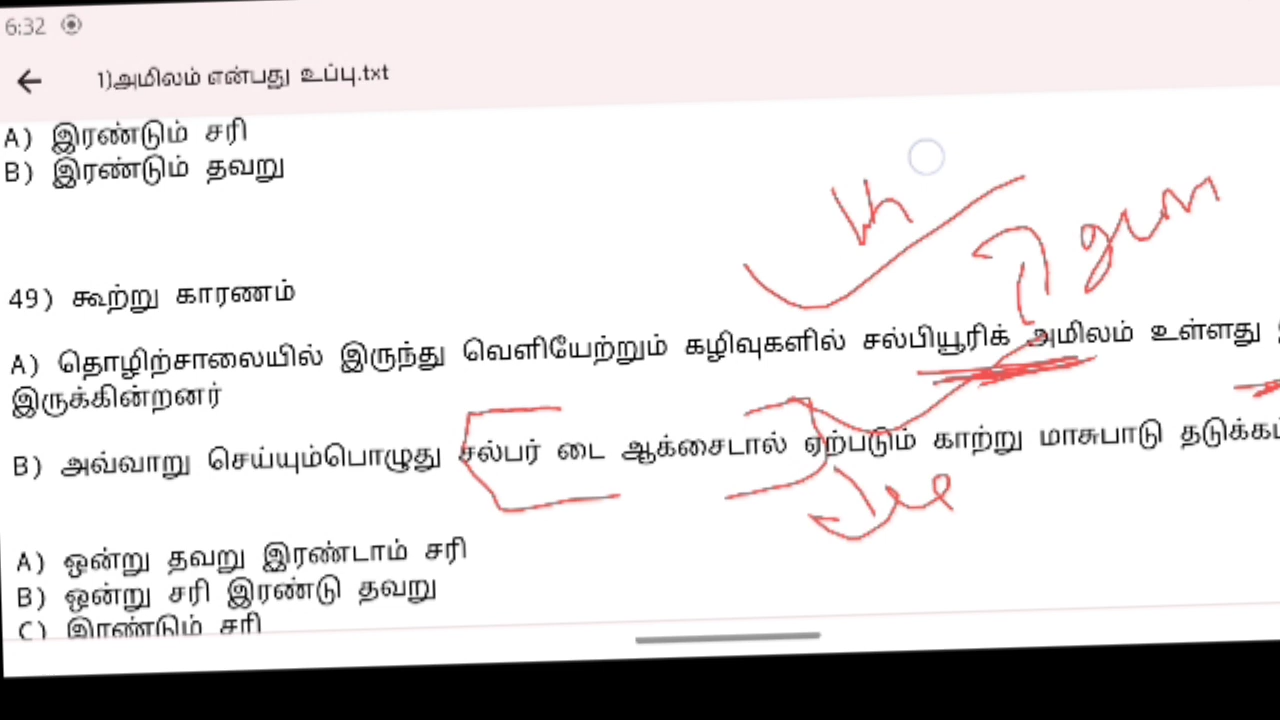 6:32
1)அமிலம் என்பது உப்பு.txt
A) இரண்டும் சரி
B) இரண்டும் தவறு
49) கூற்று காரணம்
A) தொழிற்சாலையில் இருந்து வெளியேற்றும் கழிவுகளில் சல்பியூரிக் அமிலம் உள்ளது
இருக்கின்றனர்
B) அவ்வாறு செய்யும்பொழுது சல்பர் டை ஆக்சைடால் ஏற்படும் காற்று மாசுபாடு
A) ஒன்று தவறு இரண்டாம் சரி
B) ஒன்று சரி இரண்டு தவறு
C) இரண்டும் சரி